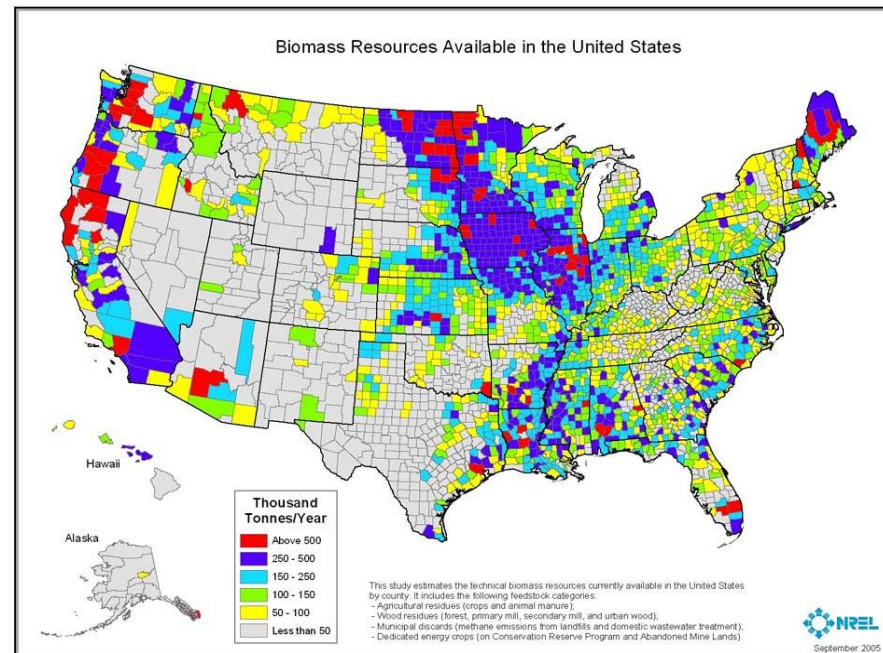 Biomass Resources Available in the United States
Hawaii
Alaska
Thousand
Tonnes/Year
Above 500
250 - 500
150 - 250
100 - 150
50 - 100
Less than 50
This study estimates the technical biomass resources currently available in the United States
by county. It includes the following feedstock categories:
- Agricultural residues (crops and animal manure);
- Wood residues (forest, primary mill, secondary mill, and urban wood);
- Municipal discards (methane emissions from landfills and domestic wastewater treatment);
- Dedicated energy crops (on Conservation Reserve Program and Abandoned Mine Lands).
NREL
September 2005